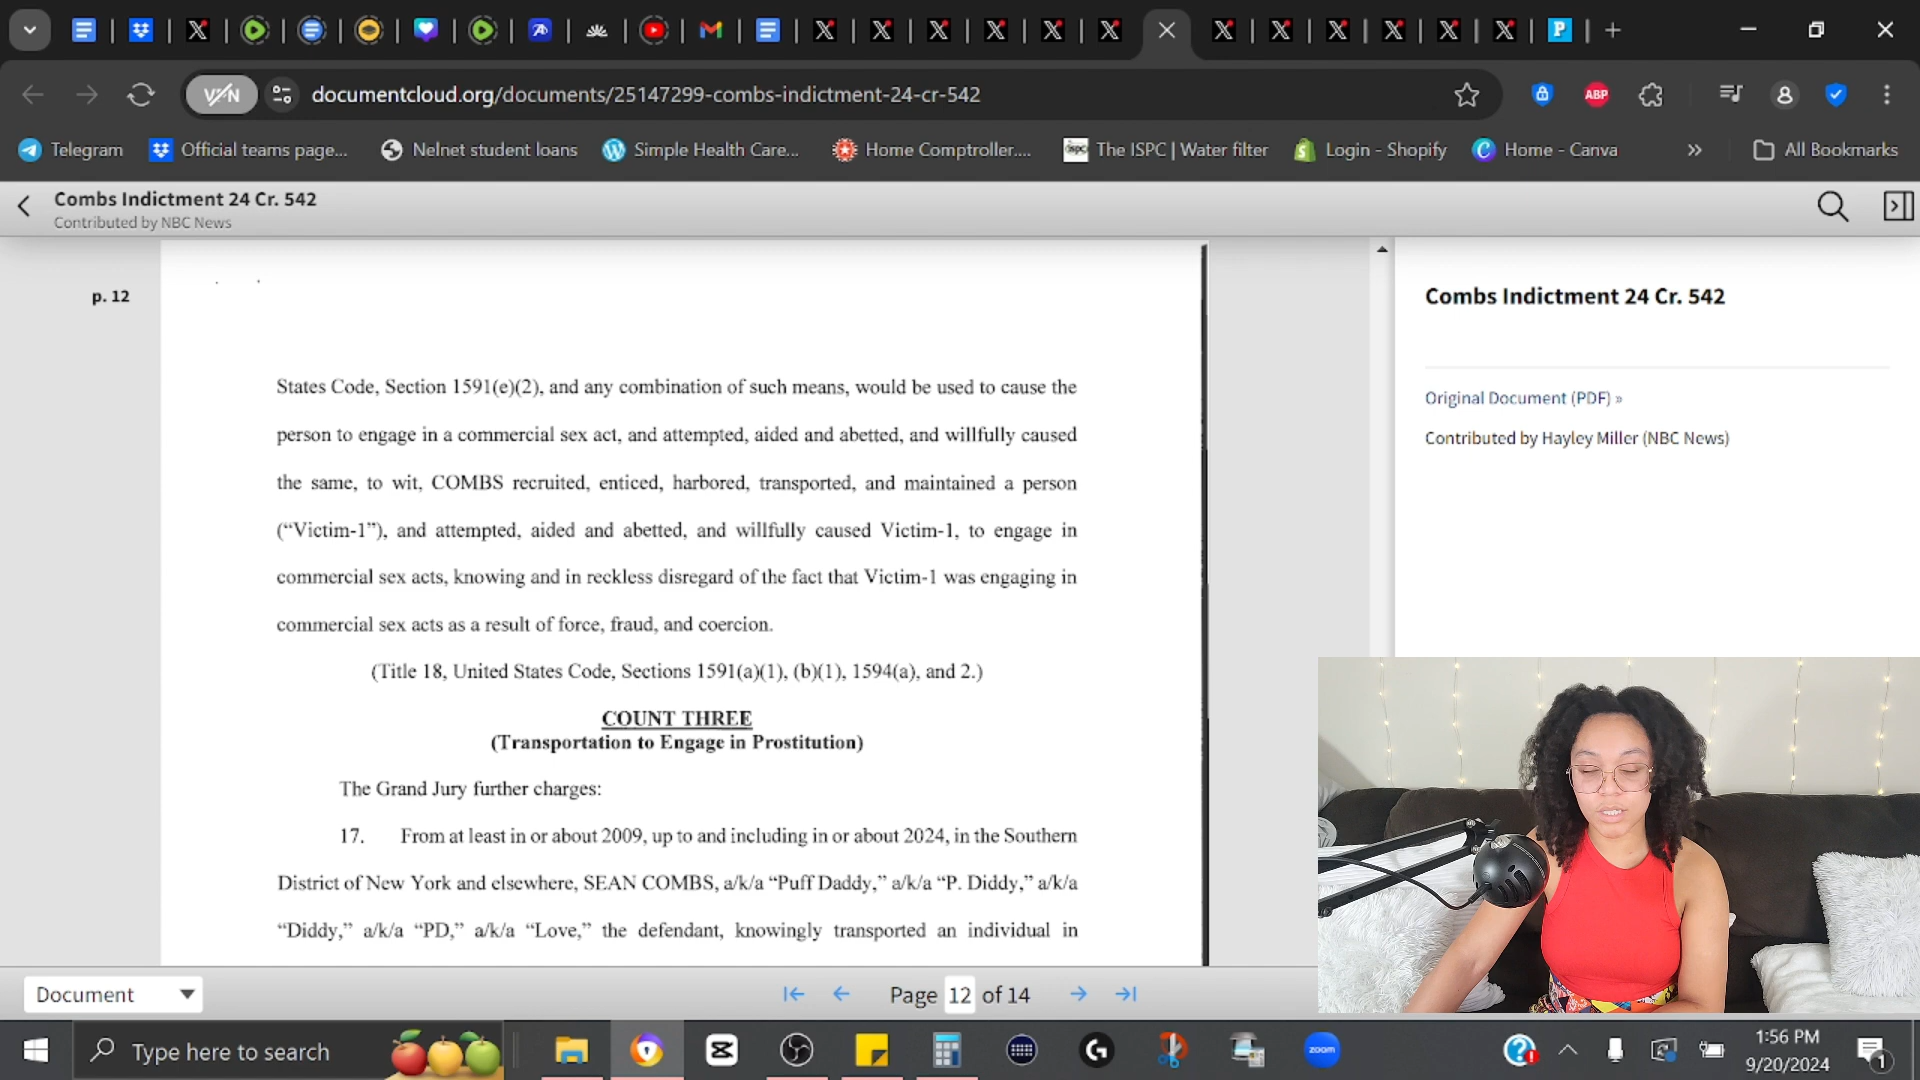 VPN
documentcloud.org/documents/25147299-combs-indictment-24-cr-542
ABP
Telegram
Official teams page...
Nelnet student loans
Simple Health Care...
Home Comptroller....
ispc
The ISPC | Water filter
Login - Shopify
Home - Canva
»
All Bookmarks
Combs Indictment 24 Cr. 542
Contributed by NBC News
p. 12
States Code, Section 1591(e)(2), and any combination of such means, would be used to cause the
person to engage in a commercial sex act, and attempted, aided and abetted, and willfully caused
the same, to wit, COMBS recruited, enticed, harbored, transported, and maintained a person
(“Victim-1”), and attempted, aided and abetted, and willfully caused Victim-1, to engage in
commercial sex acts, knowing and in reckless disregard of the fact that Victim-1 was engaging in
commercial sex acts as a result of force, fraud, and coercion.
(Title 18, United States Code, Sections 1591(a)(1), (b)(1), 1594(a), and 2.)
COUNT THREE
(Transportation to Engage in Prostitution)
The Grand Jury further charges:
17. From at least in or about 2009, up to and including in or about 2024, in the Southern
District of New York and elsewhere, SEAN COMBS, a/k/a “Puff Daddy,” a/k/a “P. Diddy,” a/k/a
“Diddy,” a/k/a “PD,” a/k/a “Love,” the defendant, knowingly transported an individual in
Combs Indictment 24 Cr. 542
Original Document (PDF) »
Contributed by Hayley Miller (NBC News)
Document
Page 12 of 14
Type here to search
zoom
1:56 PM
9/20/2024
1